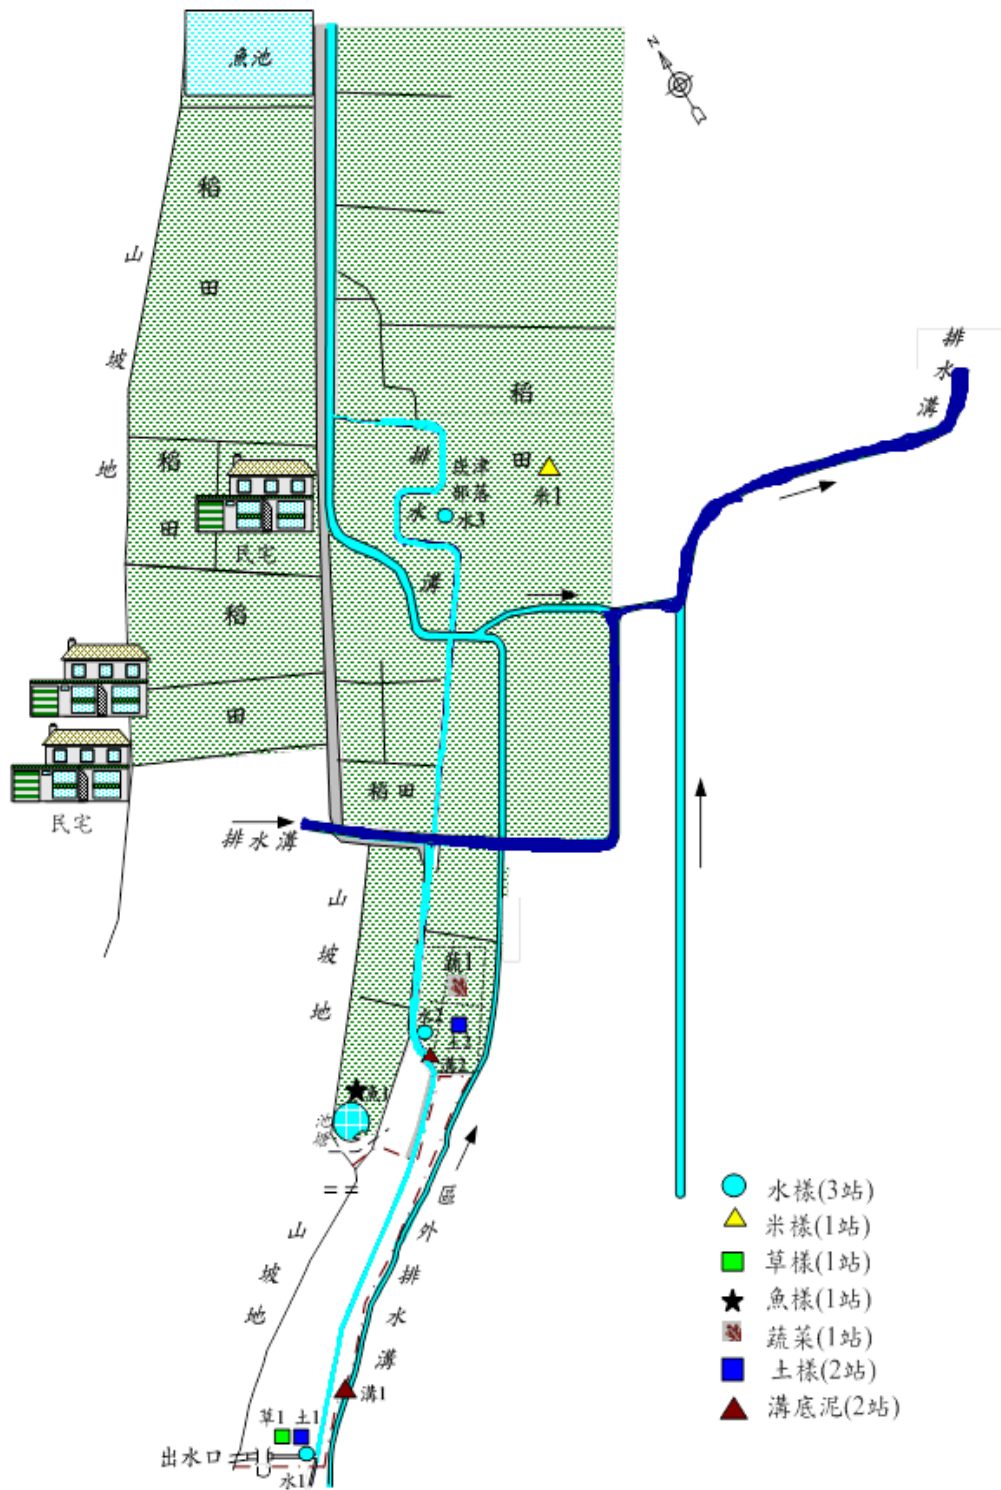 魚池
N
稻
田
山
坡
地
稻
田
排
水
溝
稻
田
民宅
排
水
溝
部落
水3
米1
稻
田
民宅
稻田
排水溝
山
坡
地
蔬1
水2
土2
溝2
魚1
池
塘
山
坡
地
區
外
排
水
溝
溝1
草1 土1
出水口
水1
水樣(3站)
米樣(1站)
草樣(1站)
魚樣(1站)
蔬菜(1站)
土樣(2站)
溝底泥(2站)